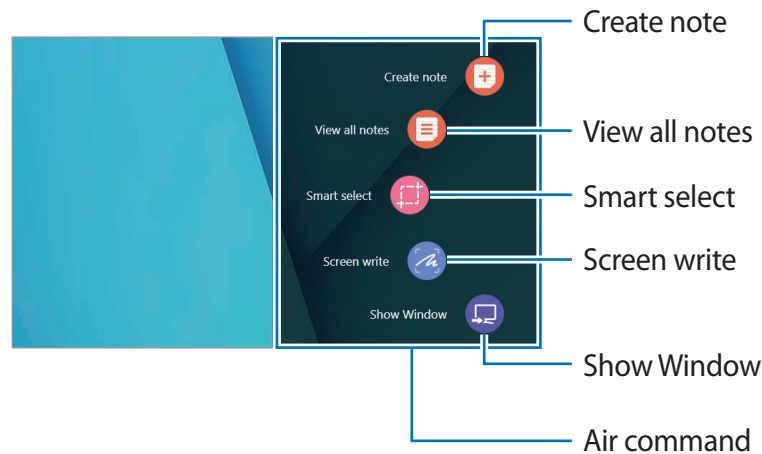 Create note
Create note
View all notes
View all notes
Smart select
Smart select
Screen write
Screen write
Show Window
Show Window
Air command